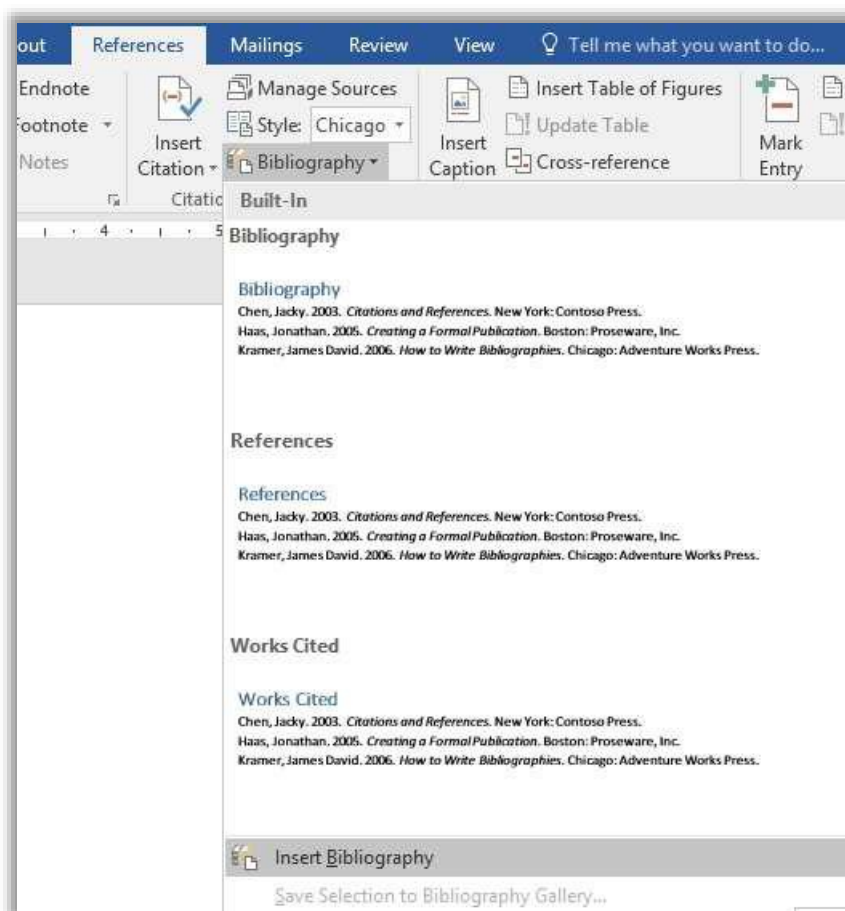 out References Mailings Review View Tell me what you want to do...
Endnote Manage Sources Insert Table of Figures
Footnote Style: Chicago Update Table
Insert Insert Mark
Notes Citation Bibliography Caption Cross-reference Entry
Citatio Built-In
4 5
Bibliography
Bibliography
Chen, Jacky. 2003. Citations and References. New York: Contoso Press.
Haas, Jonathan. 2005. Creating a Formal Publication. Boston: Proseware, Inc.
Kramer, James David. 2006. How to Write Bibliographies. Chicago: Adventure Works Press.
References
References
Chen, Jacky. 2003. Citations and References. New York: Contoso Press.
Haas, Jonathan. 2005. Creating a Formal Publication. Boston: Proseware, Inc.
Kramer, James David. 2006. How to Write Bibliographies. Chicago: Adventure Works Press.
Works Cited
Works Cited
Chen, Jacky. 2003. Citations and References. New York: Contoso Press.
Haas, Jonathan. 2005. Creating a Formal Publication. Boston: Proseware, Inc.
Kramer, James David. 2006. How to Write Bibliographies. Chicago: Adventure Works Press.
Insert Bibliography
Save Selection to Bibliography Gallery...